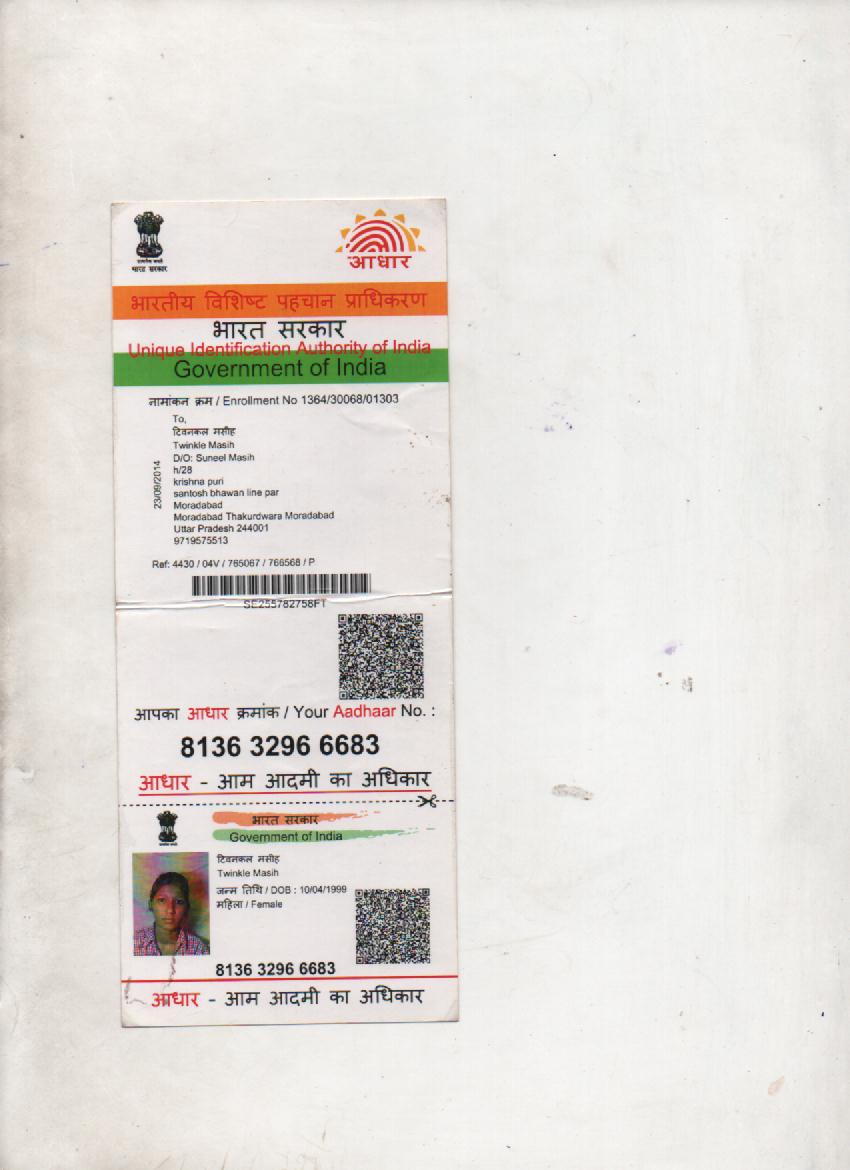 सत्यमेव जयते
भारत सरकार
आधार
भारतीय विशिष्ट पहचान प्राधिकरण
भारत सरकार
Unique Identification Authority of India
Government of India
नामांकन क्रम / Enrollment No 1364/30068/01303
To,
टिवनकल मसीह
Twinkle Masih
D/O: Suneel Masih
h/28
krishna puri
santosh bhawan line par
Moradabad
Moradabad Thakurdwara Moradabad
Uttar Pradesh 244001
9719575513
23/09/2014
Ref: 4430 / 04V / 765067 / 766568 / P
SE255782758FT
आपका आधार क्रमांक / Your Aadhaar No. :
8136 3296 6683
आधार - आम आदमी का अधिकार
भारत सरकार
Government of India
टिवनकल मसीह
Twinkle Masih
जन्म तिथि / DOB : 10/04/1999
महिला / Female
8136 3296 6683
आधार - आम आदमी का अधिकार